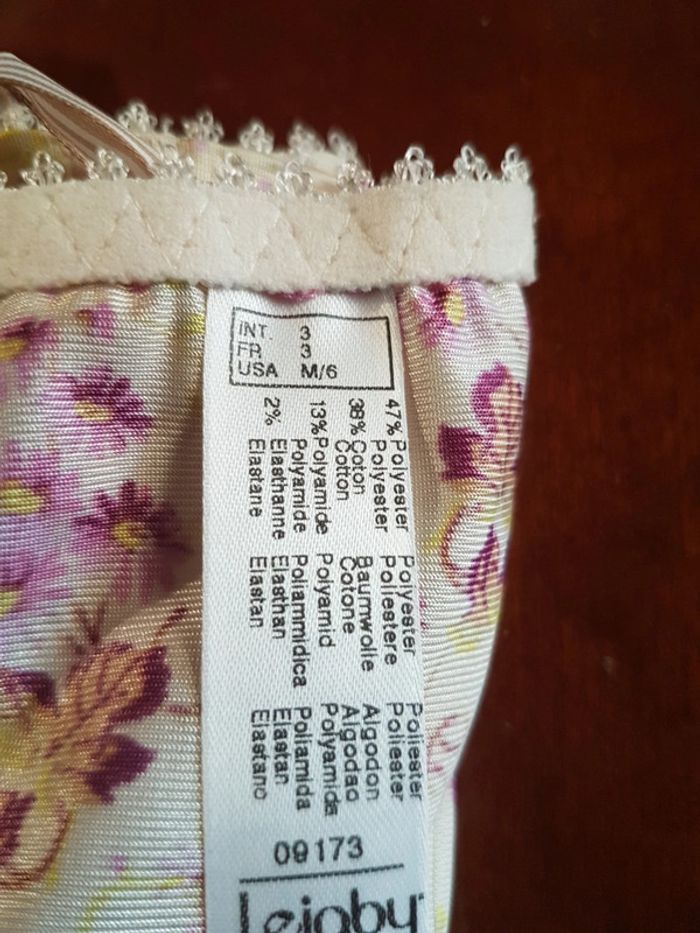 INT. 3
FR 3
USA M/6
47% Polyester Polyester Poliester
Polyester Poliestere Poliester
38% Coton Baumwolle Algodon
Cotton Cotone Algodao
13% Polyamide Polyamid Polyamida
Polyamide Poliammidica Poliamida
2% Elasthanne Elasthan Elastan
Elastane Elastan Elastano
09173
Lejaby